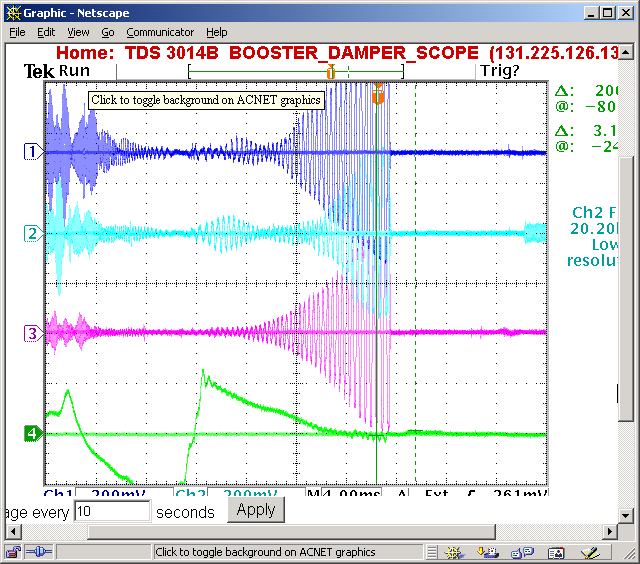 Graphic - Netscape
File Edit View Go Communicator Help
Home: TDS 3014B BOOSTER_DAMPER_SCOPE (131.225.126.13
Tek Run Trig?
Click to toggle background on ACNET graphics
Δ: 200
@: -80
Δ: 3.1
@: -24
1
2
Ch2 F
20.20
Low
resolut
3
4
Ch1 200mV Ch2 200mV M 4.00ms A Ext 261mV
age every 10 seconds Apply
Click to toggle background on ACNET graphics